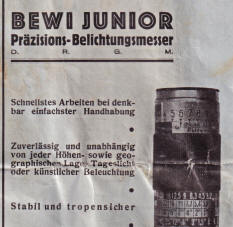 BEWI JUNIOR
Präzisions-Belichtungsmesser
D. R. G. M.
Schnellstes Arbeiten bei denk-
bar einfachster Handhabung
•
Zuverlässig und unabhängig
von jeder Höhen- sowie geo-
graphischer Lage Tageslicht
oder künstlicher Beleuchtung
•
Stabil und tropensicher
•